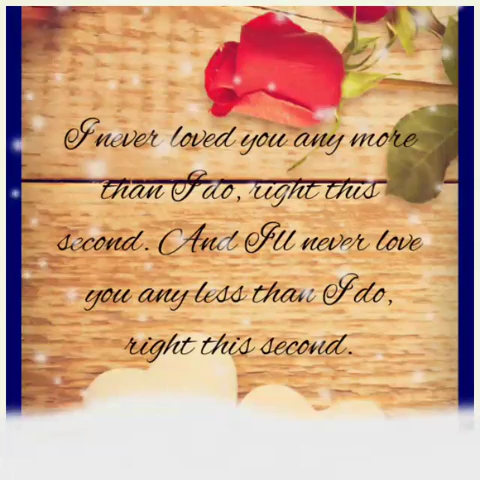 I never loved you any more
than I do, right this
second. And I'll never love
you any less than I do,
right this second.